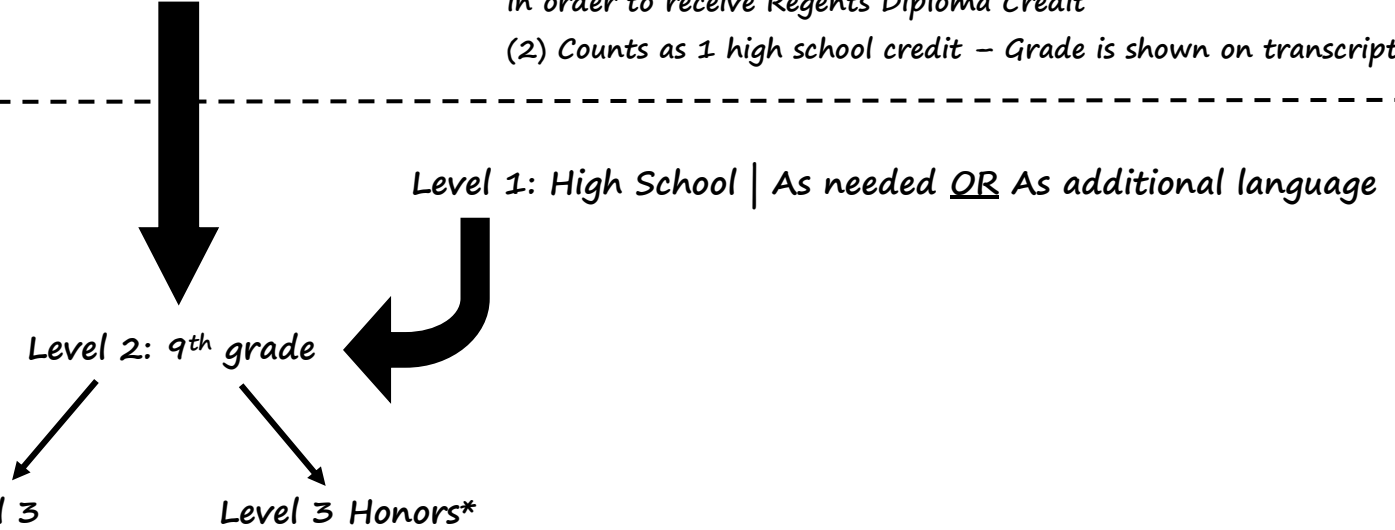 in order to receive Regents Diploma Credit
(2) Counts as 1 high school credit – Grade is shown on transcript
Level 1: High School | As needed OR As additional language
Level 2: 9th grade
l 3
Level 3 Honors*